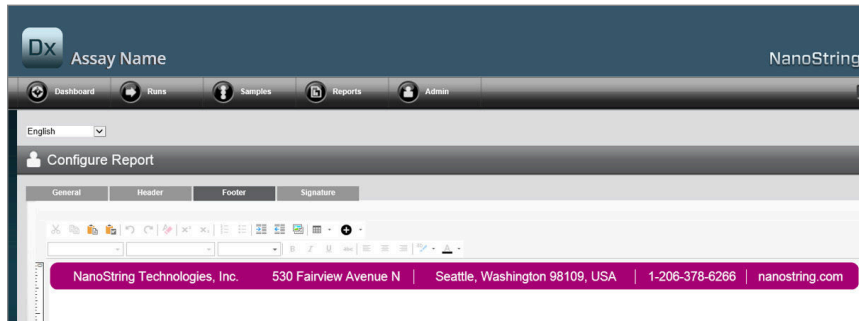 Dx Assay Name
NanoString
Dashboard Runs Samples Reports Admin
English
Configure Report
General Header Footer Signature
B I U abc A
NanoString Technologies, Inc. 530 Fairview Avenue N | Seattle, Washington 98109, USA | 1-206-378-6266 | nanostring.com